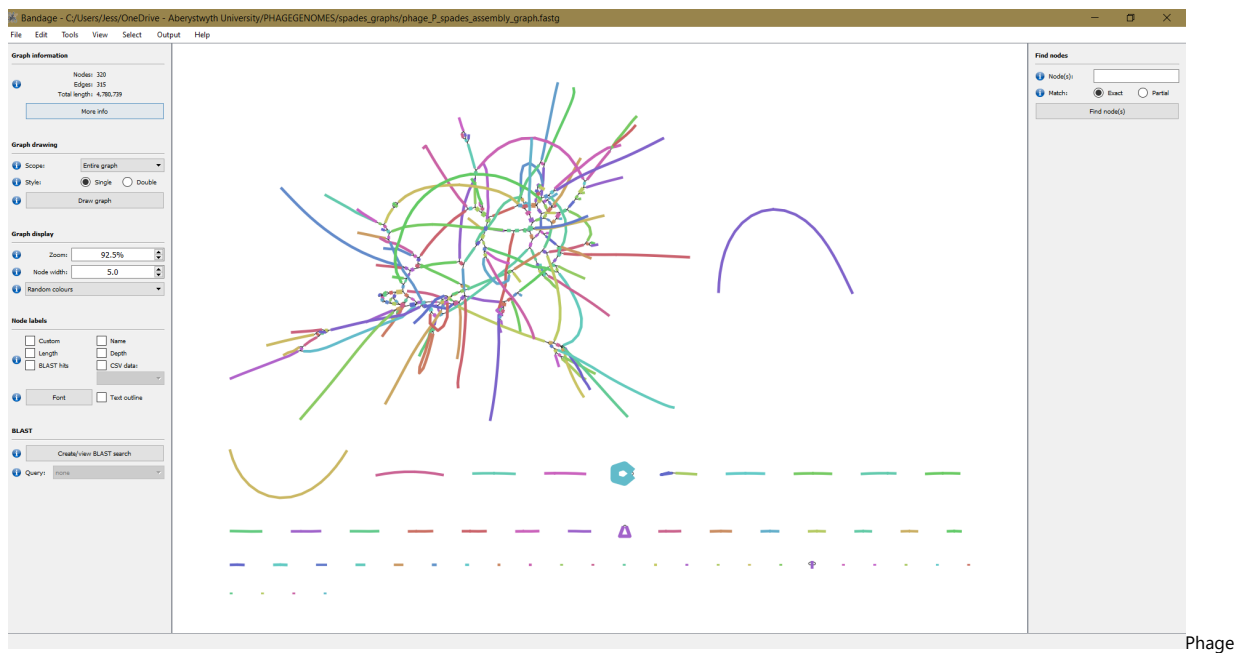 Bandage - C:/Users/Jess/OneDrive - Aberystwyth University/PHAGEGENOMES/spades_graphs/phage_P_spades_assembly_graph.fastg
File Edit Tools View Select Output Help
Graph information
Nodes: 320
Edges: 315
Total length: 4,780,739
More info
Graph drawing
Scope: Entire graph
Style: Single Double
Draw graph
Graph display
Zoom: 92.5%
Node width: 5.0
Random colours
Node labels
Custom Name
Length Depth
BLAST hits CSV data:
Font Text outline
BLAST
Create/view BLAST search
Query: none
Find nodes
Node(s):
Match: Exact Partial
Find node(s)
Phage